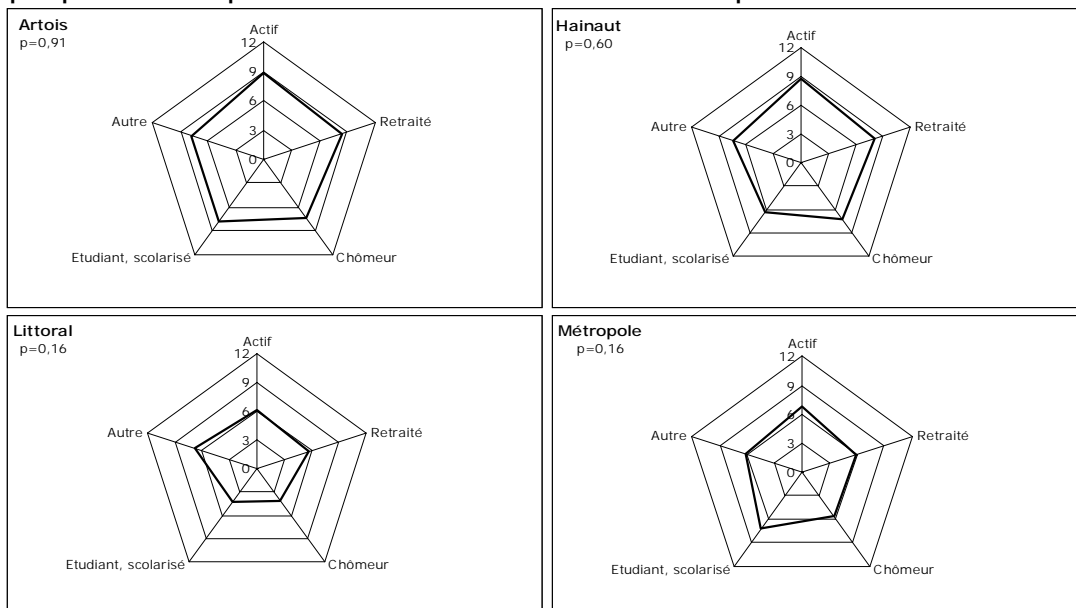 Artois
p=0,91
Actif
12
9
6
3
0
Autre
Retraité
Etudiant, scolarisé
Chômeur
Hainaut
p=0,60
Actif
12
9
6
3
0
Autre
Retraité
Etudiant, scolarisé
Chômeur
Littoral
p=0,16
Actif
12
9
6
3
0
Autre
Retraité
Etudiant, scolarisé
Chômeur
Métropole
p=0,16
Actif
12
9
6
3
0
Autre
Retraité
Etudiant, scolarisé
Chômeur